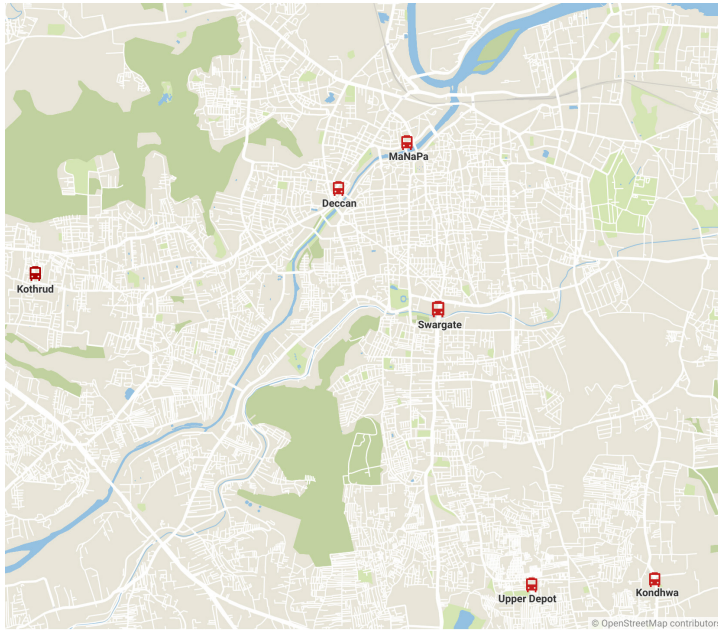 MaNaPa
Deccan
Kothrud
Swargate
Kondhwa
Upper Depot
© OpenStreetMap contributors